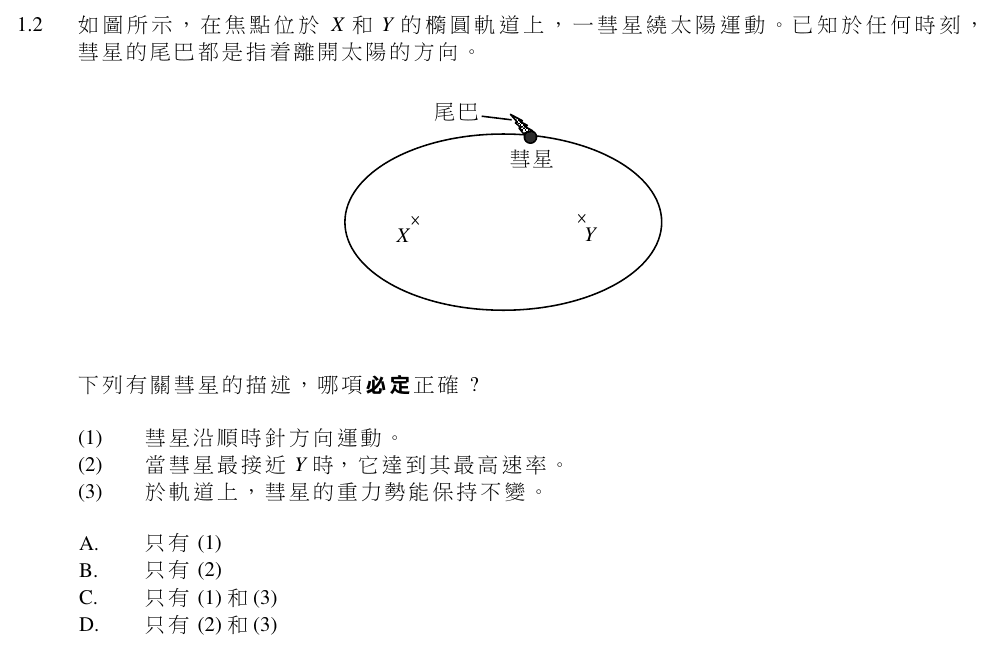 1.2 如圖所示，在焦點位於 X 和 Y 的橢圓軌道上，一彗星繞太陽運動。已知於任何時刻，
彗星的尾巴都是指着離開太陽的方向。
尾巴
彗星
X
Y
下列有關彗星的描述，哪項必定正確？
(1) 彗星沿順時針方向運動。
(2) 當彗星最接近 Y 時，它達到其最高速率。
(3) 於軌道上，彗星的重力勢能保持不變。
A. 只有 (1)
B. 只有 (2)
C. 只有 (1) 和 (3)
D. 只有 (2) 和 (3)